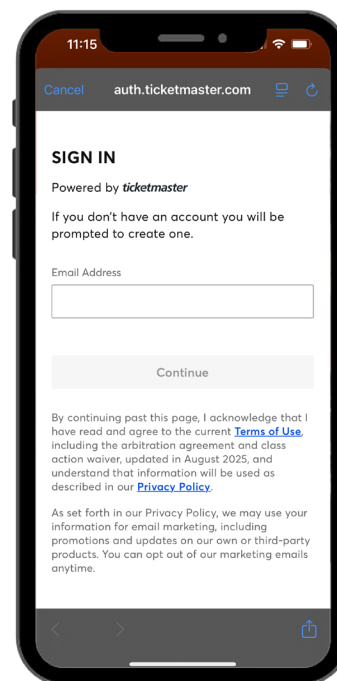 11:15
Cancel auth.ticketmaster.com
SIGN IN
Powered by ticketmaster
If you don't have an account you will be
prompted to create one.
Email Address
Continue
By continuing past this page, I acknowledge that I
have read and agree to the current Terms of Use,
including the arbitration agreement and class
action waiver, updated in August 2025, and
understand that information will be used as
described in our Privacy Policy.
As set forth in our Privacy Policy, we may use your
information for email marketing, including
promotions and updates on our own or third-party
products. You can opt out of our marketing emails
anytime.